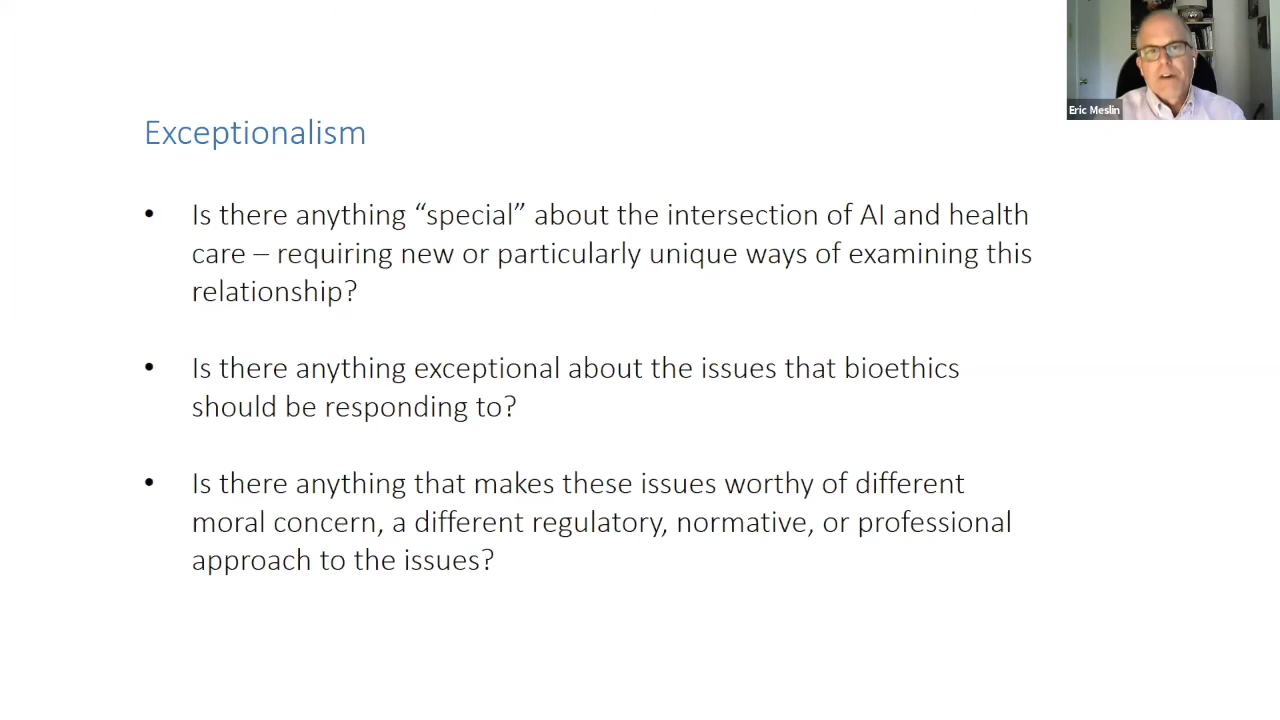 Eric Meslin
Exceptionalism
• Is there anything “special” about the intersection of AI and health
care – requiring new or particularly unique ways of examining this
relationship?
• Is there anything exceptional about the issues that bioethics
should be responding to?
• Is there anything that makes these issues worthy of different
moral concern, a different regulatory, normative, or professional
approach to the issues?